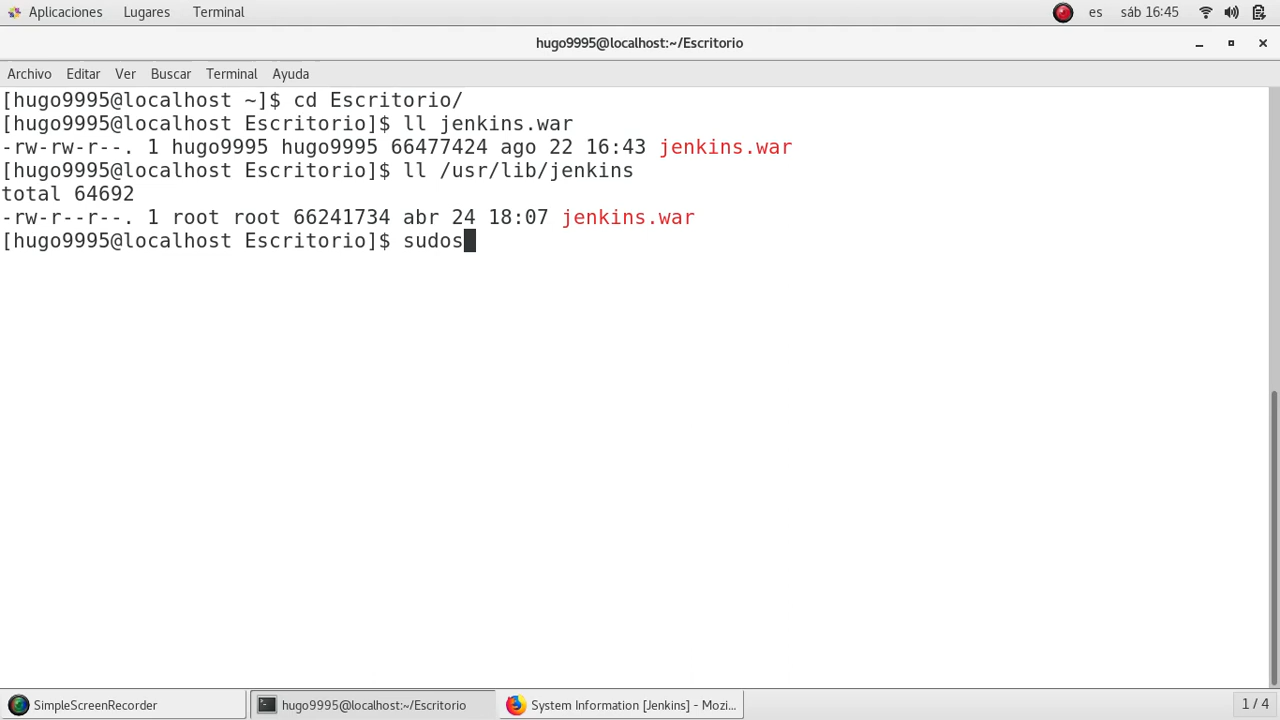 Aplicaciones Lugares Terminal es sáb 16:45
hugo9995@localhost:~/Escritorio
Archivo Editar Ver Buscar Terminal Ayuda
[hugo9995@localhost ~]$ cd Escritorio/
[hugo9995@localhost Escritorio]$ ll jenkins.war
-rw-rw-r--. 1 hugo9995 hugo9995 66477424 ago 22 16:43 jenkins.war
[hugo9995@localhost Escritorio]$ ll /usr/lib/jenkins
total 64692
-rw-r--r--. 1 root root 66241734 abr 24 18:07 jenkins.war
[hugo9995@localhost Escritorio]$ sudos
SimpleScreenRecorder hugo9995@localhost:~/Escritorio System Information [Jenkins] - Mozi... 1 / 4